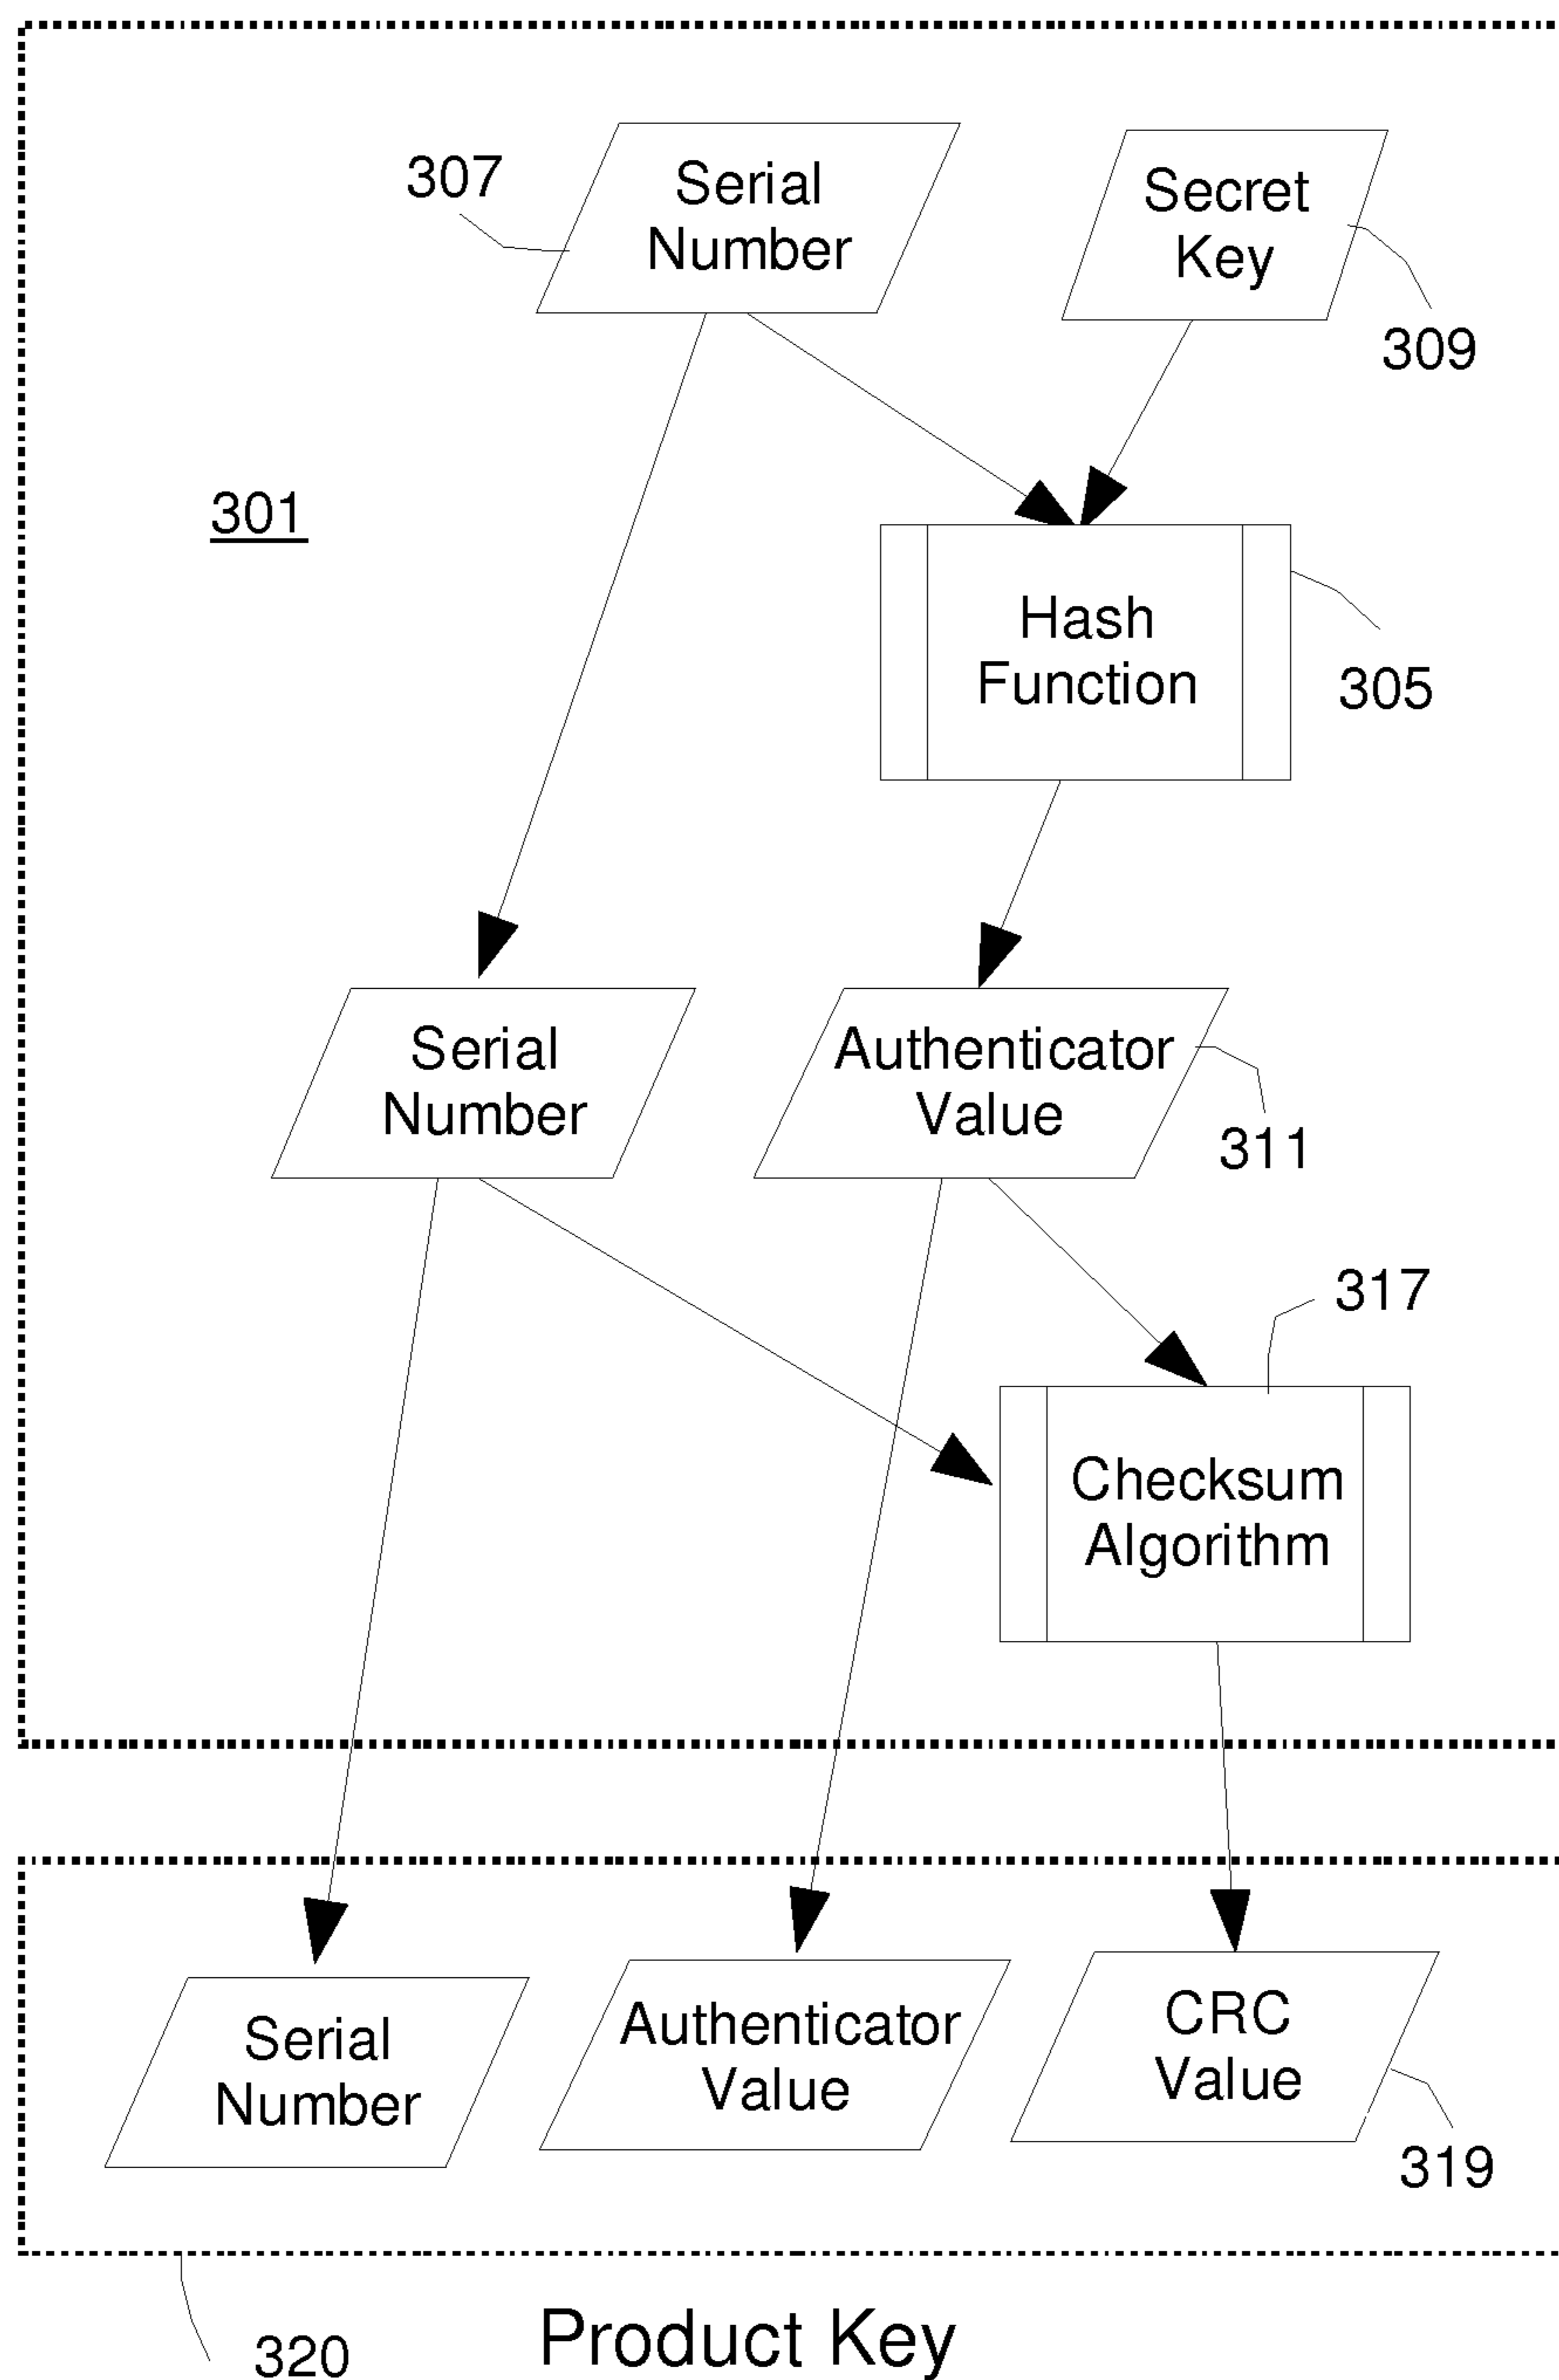 307
Serial
Number
Secret
Key
309
301
Hash
Function
305
Serial
Number
Authenticator
Value
311
317
Checksum
Algorithm
Serial
Number
Authenticator
Value
CRC
Value
319
320
Product Key